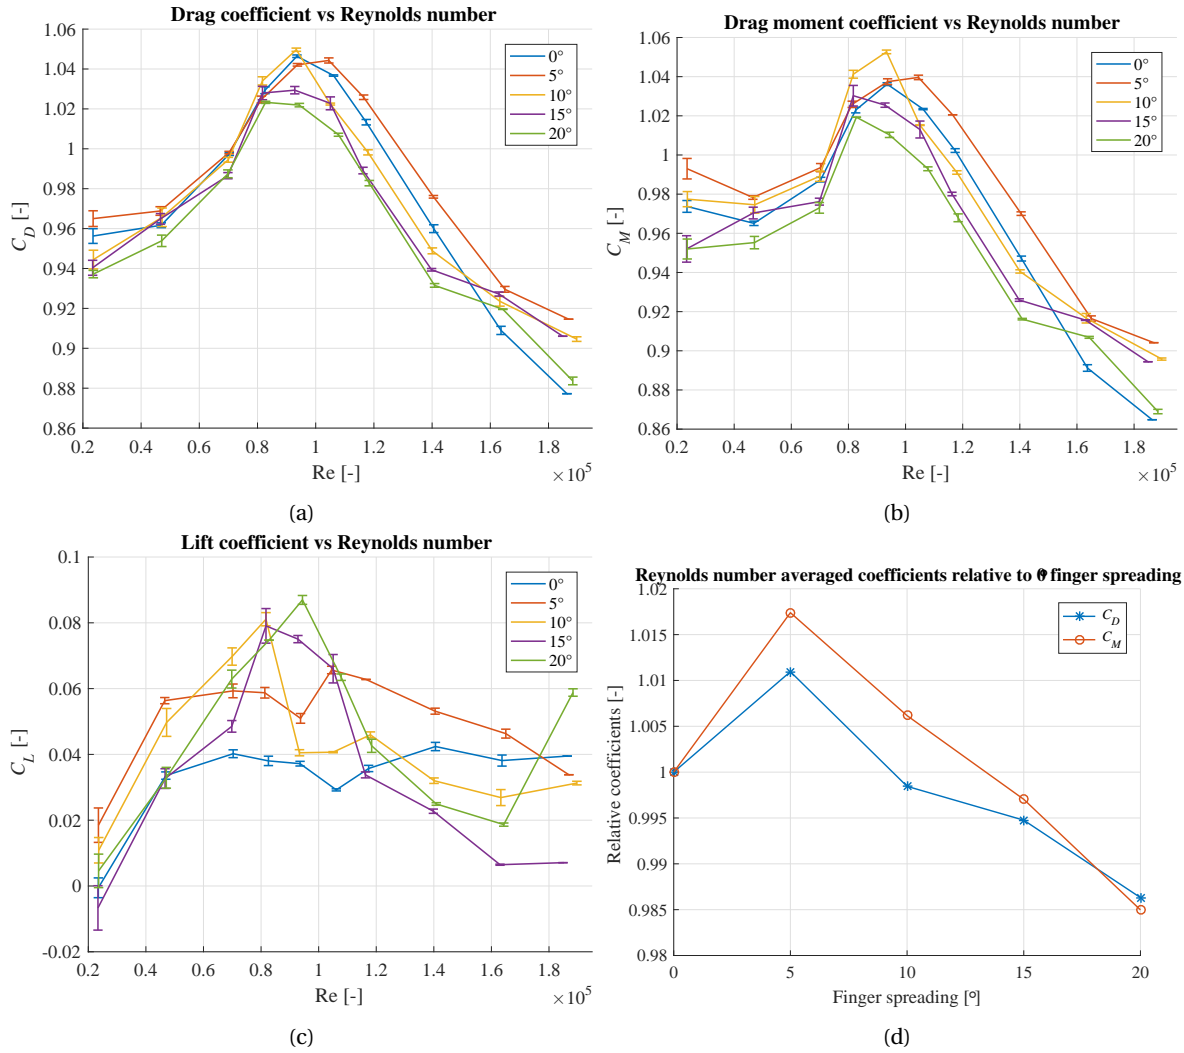 Drag coefficient vs Reynolds number
1.06
1.04
1.02
1
0.98
0.96
0.94
0.92
0.9
0.88
0.86
C_D [-]
0°
5°
10°
15°
20°
0.2 0.4 0.6 0.8 1 1.2 1.4 1.6 1.8
Re [-]
×10^5
(a)
Drag moment coefficient vs Reynolds number
1.06
1.04
1.02
1
0.98
0.96
0.94
0.92
0.9
0.88
0.86
C_M [-]
0°
5°
10°
15°
20°
0.2 0.4 0.6 0.8 1 1.2 1.4 1.6 1.8
Re [-]
×10^5
(b)
Lift coefficient vs Reynolds number
0.1
0.08
0.06
0.04
0.02
0
-0.02
C_L [-]
0°
5°
10°
15°
20°
0.2 0.4 0.6 0.8 1 1.2 1.4 1.6 1.8
Re [-]
×10^5
(c)
Reynolds number averaged coefficients relative to finger spreading
1.02
1.015
1.01
1.005
1
0.995
0.99
0.985
0.98
Relative coefficients [-]
C_D
C_M
0 5 10 15 20
Finger spreading [°]
(d)